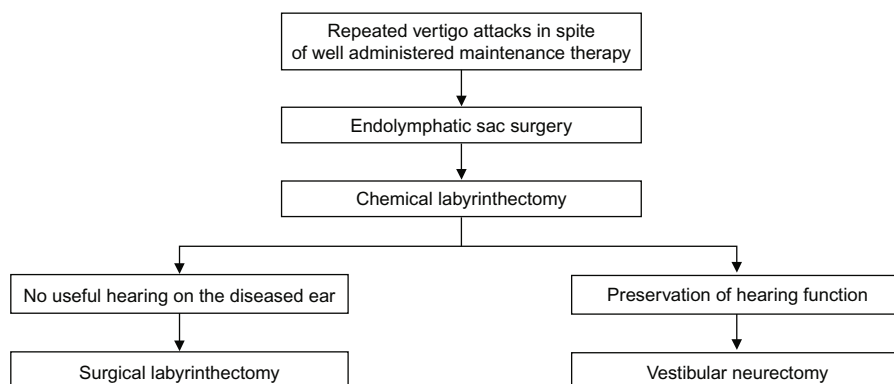 Repeated vertigo attacks in spite
of well administered maintenance therapy
Endolymphatic sac surgery
Chemical labyrinthectomy
No useful hearing on the diseased ear
Preservation of hearing function
Surgical labyrinthectomy
Vestibular neurectomy